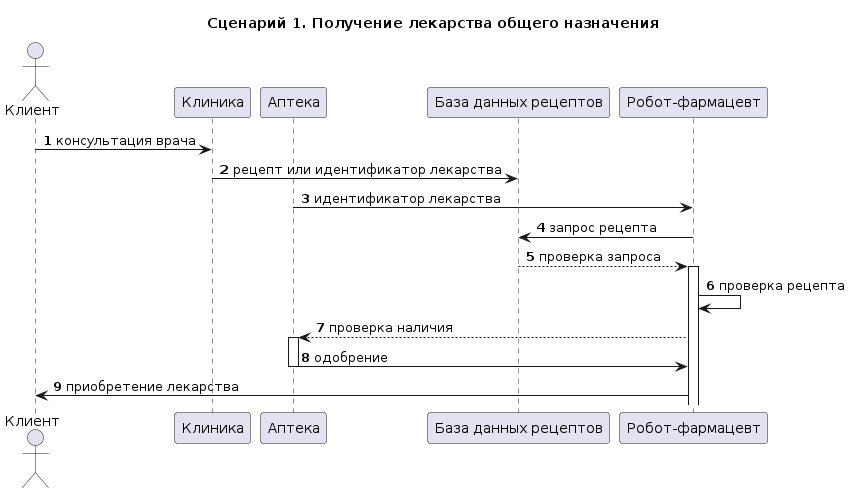 Сценарий 1. Получение лекарства общего назначения
Клиент
Клиника
Аптека
База данных рецептов
Робот-фармацевт
1 консультация врача
2 рецепт или идентификатор лекарства
3 идентификатор лекарства
4 запрос рецепта
5 проверка запроса
6 проверка рецепта
7 проверка наличия
8 одобрение
9 приобретение лекарства
Клиент
Клиника
Аптека
База данных рецептов
Робот-фармацевт